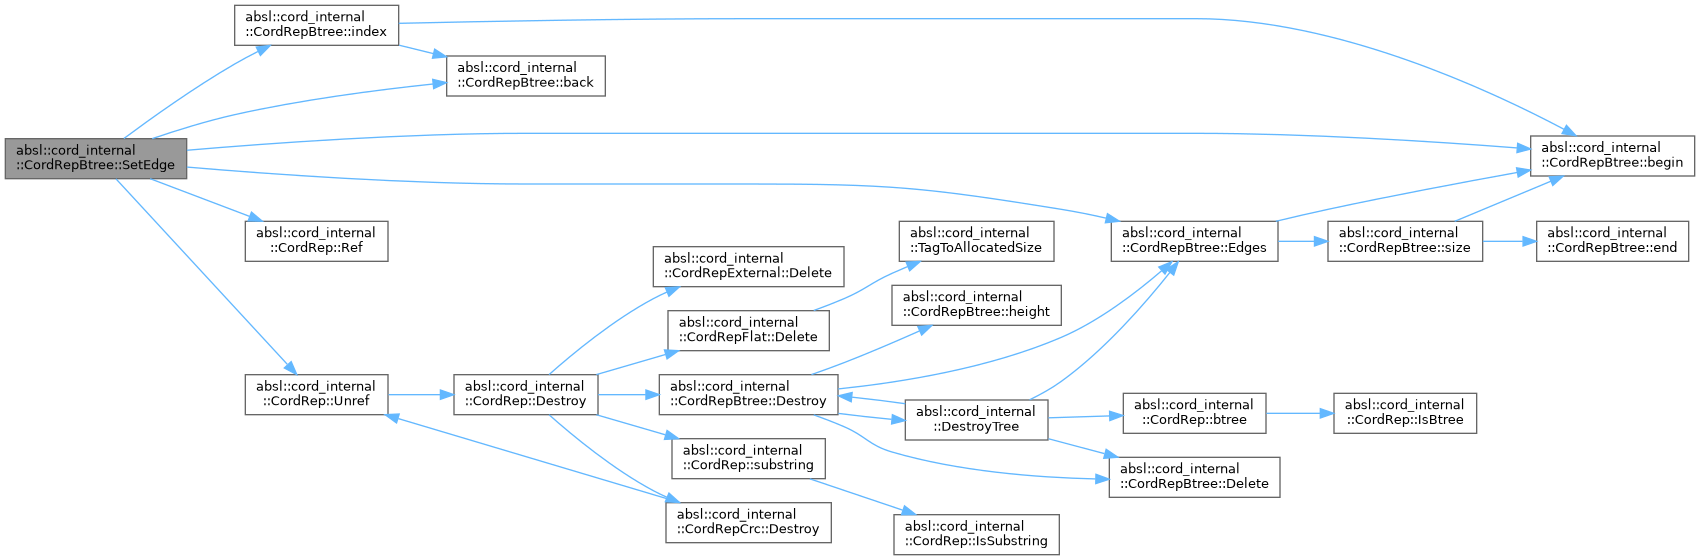 absl::cord_internal
::CordRepBtree::SetEdge
absl::cord_internal
::CordRepBtree::index
absl::cord_internal
::CordRepBtree::back
absl::cord_internal
::CordRepBtree::begin
absl::cord_internal
::CordRep::Ref
absl::cord_internal
::TagToAllocatedSize
absl::cord_internal
::CordRepBtree::Edges
absl::cord_internal
::CordRepBtree::size
absl::cord_internal
::CordRepBtree::end
absl::cord_internal
::CordRepExternal::Delete
absl::cord_internal
::CordRepBtree::height
absl::cord_internal
::CordRepFlat::Delete
absl::cord_internal
::CordRep::Unref
absl::cord_internal
::CordRep::Destroy
absl::cord_internal
::CordRepBtree::Destroy
absl::cord_internal
::DestroyTree
absl::cord_internal
::CordRep::btree
absl::cord_internal
::CordRep::IsBtree
absl::cord_internal
::CordRep::substring
absl::cord_internal
::CordRepBtree::Delete
absl::cord_internal
::CordRepCrc::Destroy
absl::cord_internal
::CordRep::IsSubstring